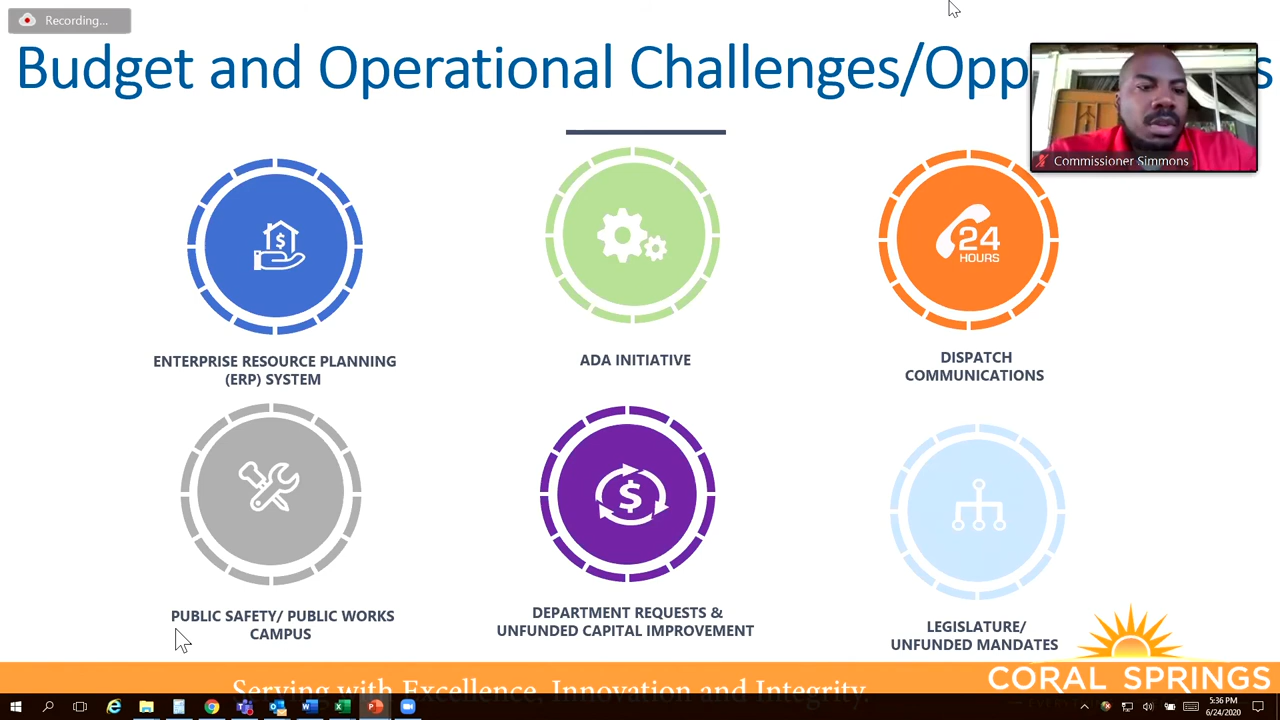 Recording...
Budget and Operational Challenges/Opp
Commissioner Simmons
24
HOURS
ENTERPRISE RESOURCE PLANNING
(ERP) SYSTEM
ADA INITIATIVE
DISPATCH
COMMUNICATIONS
PUBLIC SAFETY/ PUBLIC WORKS
CAMPUS
DEPARTMENT REQUESTS &
UNFUNDED CAPITAL IMPROVEMENT
LEGISLATURE/
UNFUNDED MANDATES
Serving with Excellence, Innovation and Integrity.
CORAL SPRINGS
5:36 PM
6/24/2020